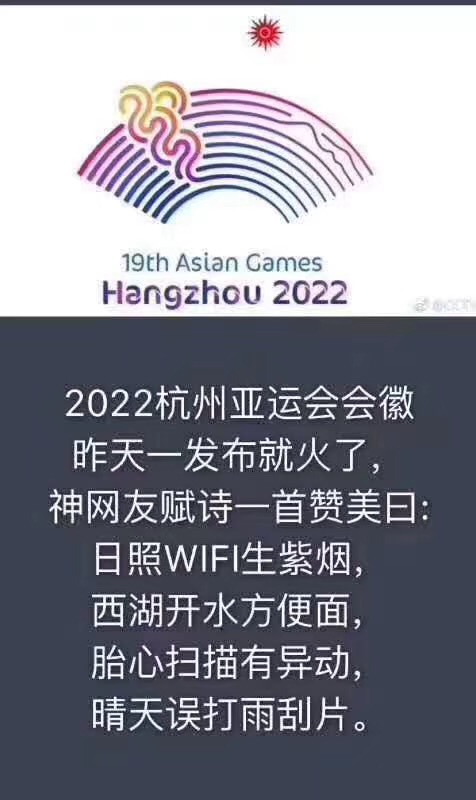 19th Asian Games
Hangzhou 2022
2022杭州亚运会会徽
昨天一发布就火了，
神网友赋诗一首赞美曰:
日照WIFI生紫烟，
西湖开水方便面，
胎心扫描有异动，
晴天误打雨刮片。